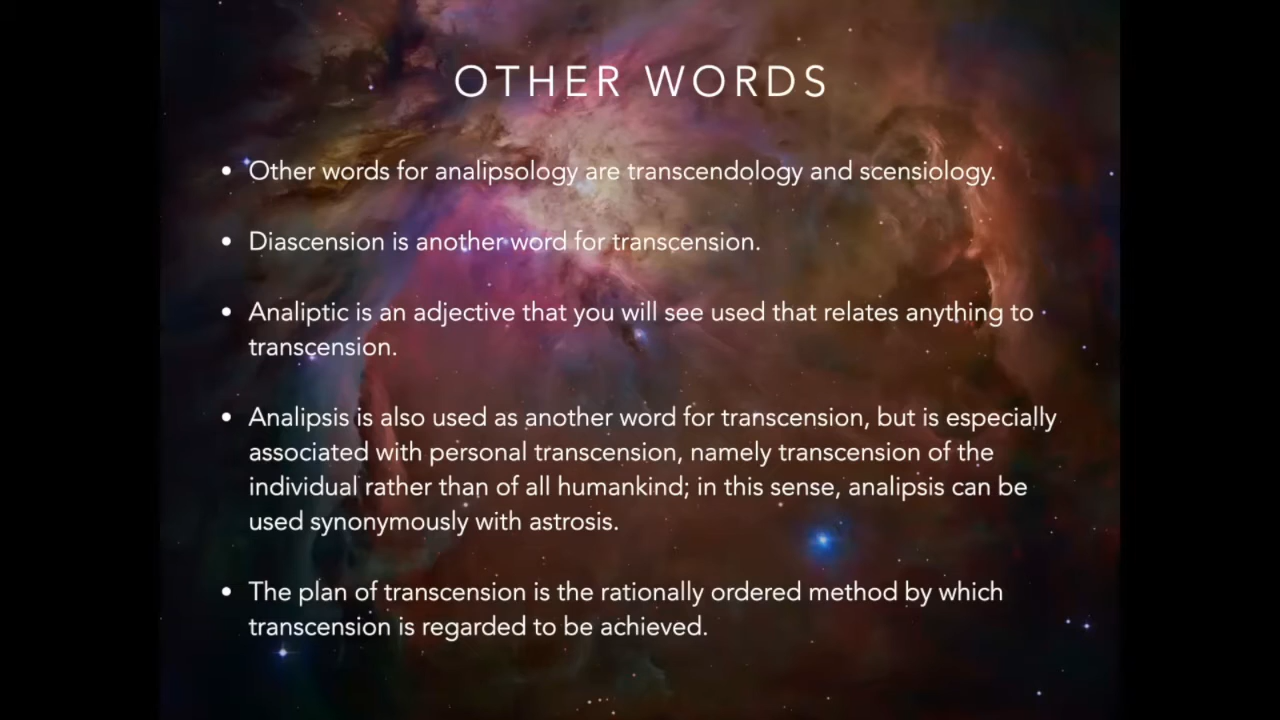 OTHER WORDS
• Other words for analipsology are transcendology and scensiology.
• Diascension is another word for transcension.
• Analiptic is an adjective that you will see used that relates anything to
transcension.
• Analipsis is also used as another word for transcension, but is especially
associated with personal transcension, namely transcension of the
individual rather than of all humankind; in this sense, analipsis can be
used synonymously with astrosis.
• The plan of transcension is the rationally ordered method by which
transcension is regarded to be achieved.